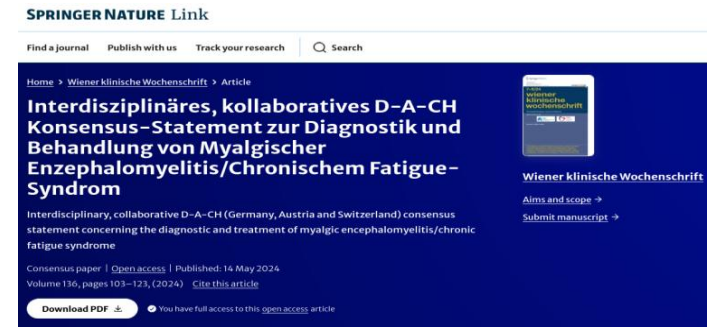 SPRINGER NATURE Link
Find a journal Publish with us Track your research Search
Home > Wiener klinische Wochenschrift > Article
Interdisziplinäres, kollaboratives D-A-CH
Konsensus-Statement zur Diagnostik und
Behandlung von Myalgischer
Enzephalomyelitis/Chronischem Fatigue-
Syndrom
Interdisciplinary, collaborative D-A-CH (Germany, Austria and Switzerland) consensus
statement concerning the diagnostic and treatment of myalgic encephalomyelitis/chronic
fatigue syndrome
Consensus paper | Open access | Published: 14 May 2024
Volume 136, pages 103–123, (2024) Cite this article
Download PDF
You have full access to this open access article
wiener
klinische
wochenschrift
Wiener klinische Wochenschrift
Aims and scope →
Submit manuscript →